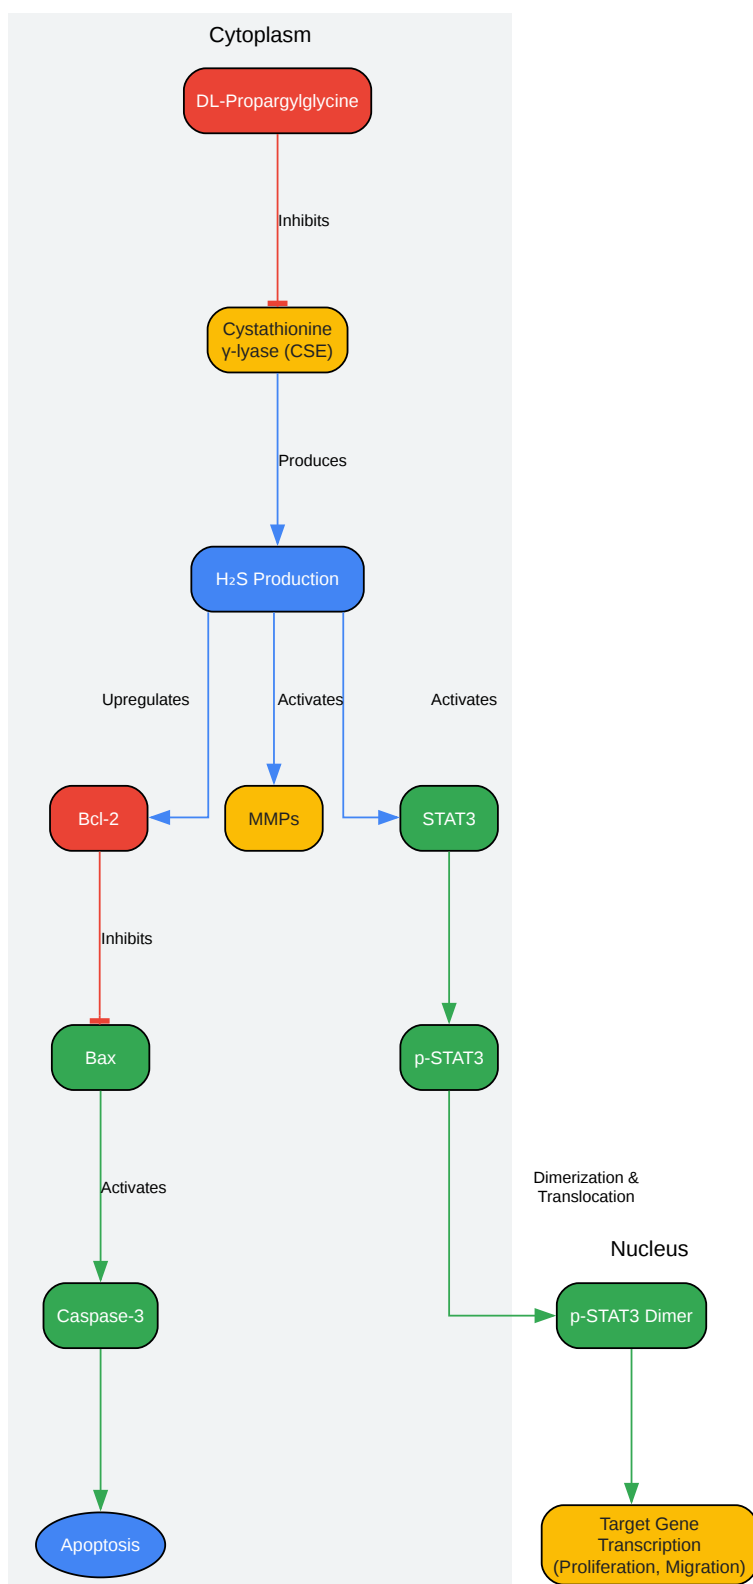 Cytoplasm
DL-Propargylglycine
Inhibits
Cystathionine
γ-lyase (CSE)
Produces
H₂S Production
Upregulates
Activates
Activates
Bcl-2
MMPs
STAT3
Inhibits
Bax
p-STAT3
Activates
Dimerization &
Translocation
Nucleus
Caspase-3
p-STAT3 Dimer
Apoptosis
Target Gene
Transcription
(Proliferation, Migration)